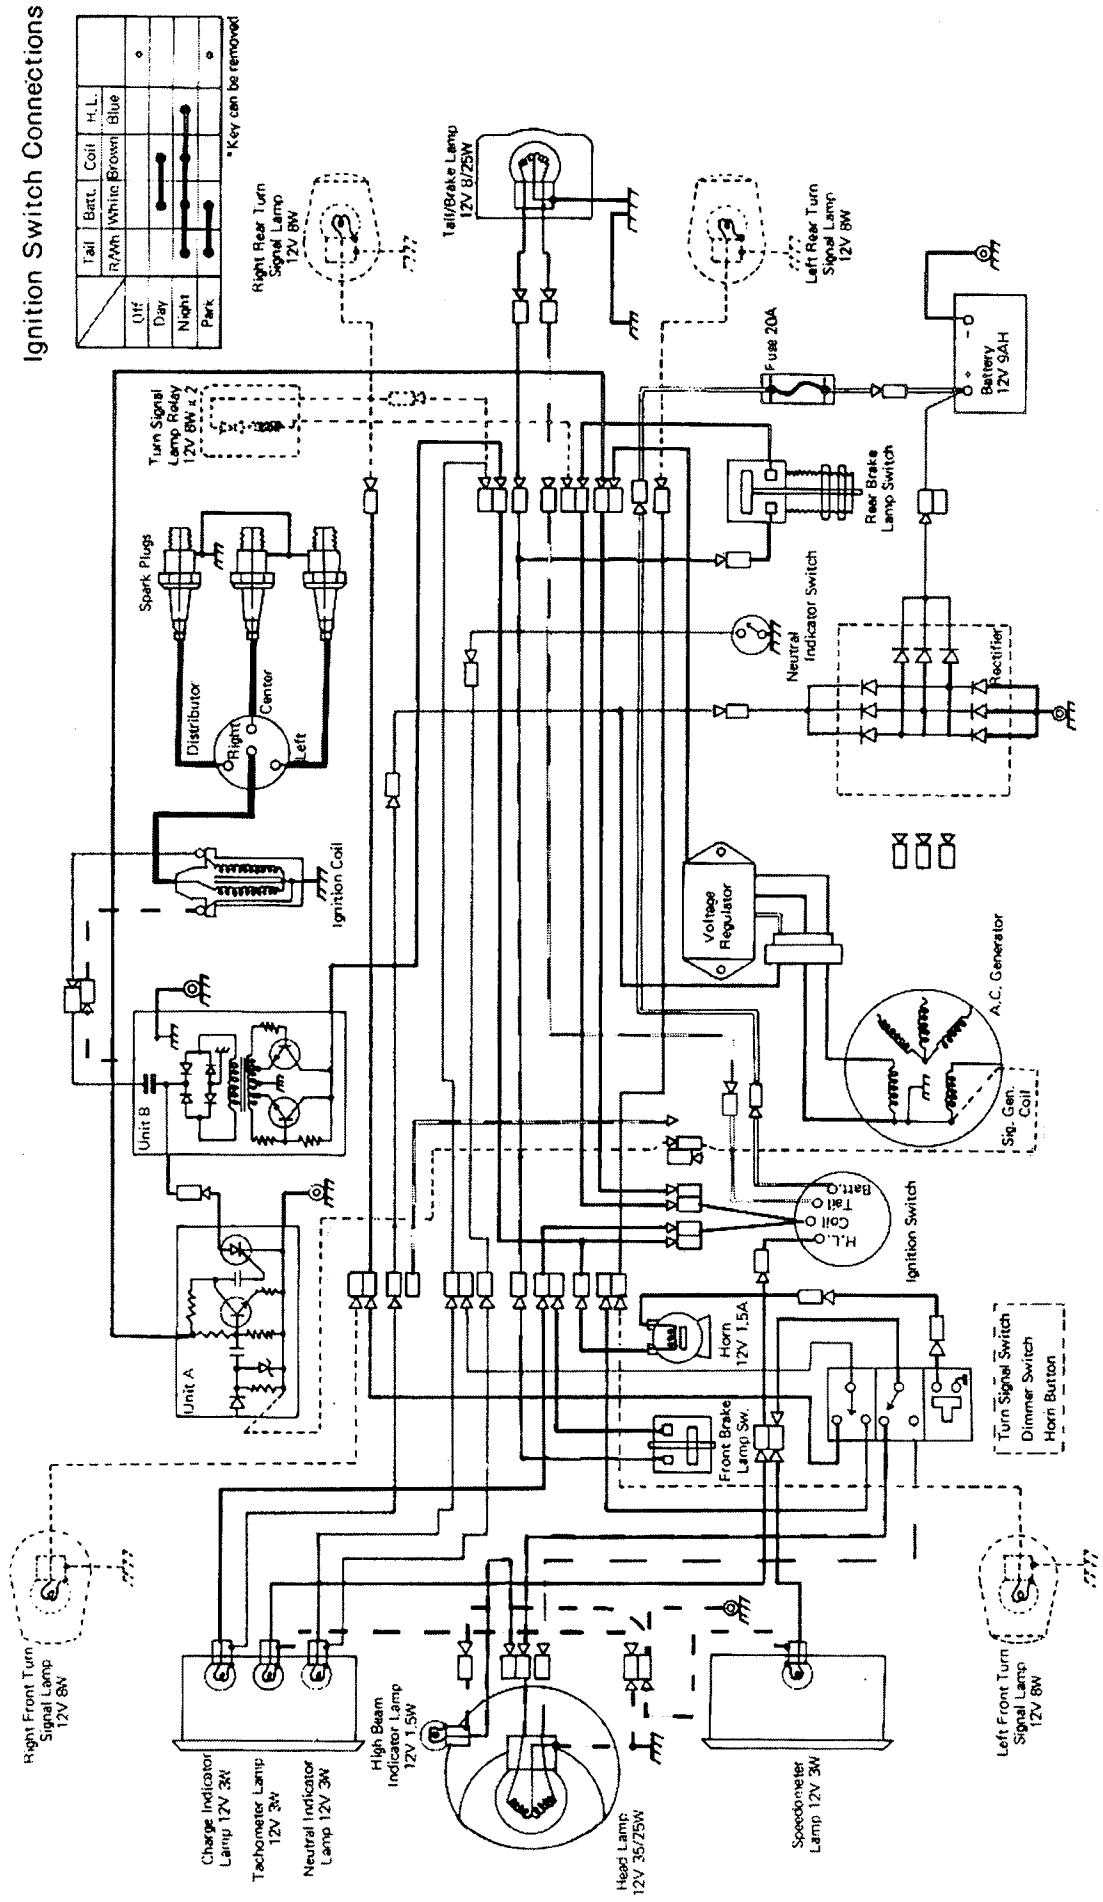 Ignition Switch Connections
Tail Batt. Coil H.L.
R/Wh White Brown Blue
Off
Day
Night
Park
*Key can be removed
Right Rear Turn
Signal Lamp
12V 8W
Tail/Brake Lamp
12V 8/25W
Left Rear Turn
Signal Lamp
12V 8W
Turn Signal
Lamp Relay
12V 8W x 2
Fuse 20A
Battery
12V 9AH
+
-
Spark Plugs
Rear Brake
Lamp Switch
Neutral
Indicator Switch
Distributor
Right
Center
Left
Rectifier
Ignition Coil
Voltage
Regulator
A.C. Generator
Unit B
Sig. Gen.
Coil
Unit A
Batt.
Tail
Coil
H.L.
Ignition Switch
Horn
12V 1.5A
Front Brake
Lamp Sw.
Turn Signal Switch
Dimmer Switch
Horn Button
Right Front Turn
Signal Lamp
12V 8W
Left Front Turn
Signal Lamp
12V 8W
Charge Indicator
Lamp 12V 3W
Tachometer Lamp
12V 3W
Neutral Indicator
Lamp 12V 3W
High Beam
Indicator Lamp
12V 1.5W
Head Lamp
12V 35/25W
Speedometer
Lamp 12V 3W